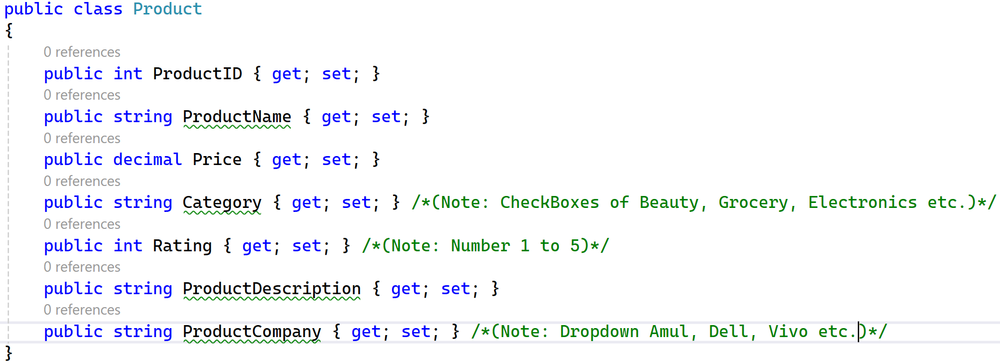 public class Product
{
0 references
public int ProductID { get; set; }
0 references
public string ProductName { get; set; }
0 references
public decimal Price { get; set; }
0 references
public string Category { get; set; } /*(Note: CheckBoxes of Beauty, Grocery, Electronics etc.)*/
0 references
public int Rating { get; set; } /*(Note: Number 1 to 5)*/
0 references
public string ProductDescription { get; set; }
0 references
public string ProductCompany { get; set; } /*(Note: Dropdown Amul, Dell, Vivo etc.)*/
}